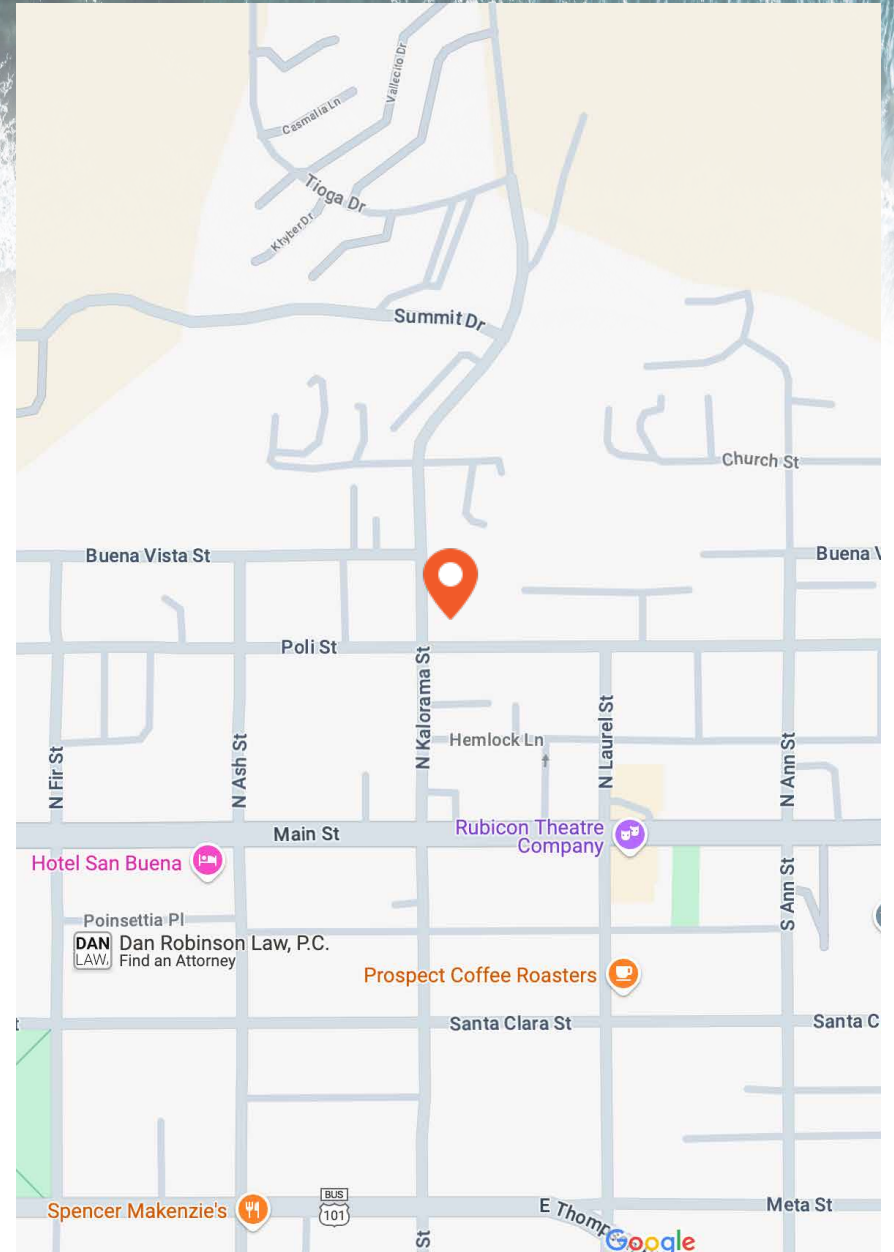 Vallecito Dr
Casmalia Ln
Tioga Dr
Khyber Dr
Summit Dr
Church St
Buena Vista St
Buena V
Poli St
N Kalorama St
N Laurel St
Hemlock Ln
N Fir St
N Ash St
N Ann St
Main St
Rubicon Theatre
Company
Hotel San Buena
S Ann St
Poinsettia Pl
DAN
LAW,
Dan Robinson Law, P.C.
Find an Attorney
Prospect Coffee Roasters
t
Santa Clara St
Santa C
Spencer Makenzie's
BUS
101
E Thomp
Meta St
St
Google